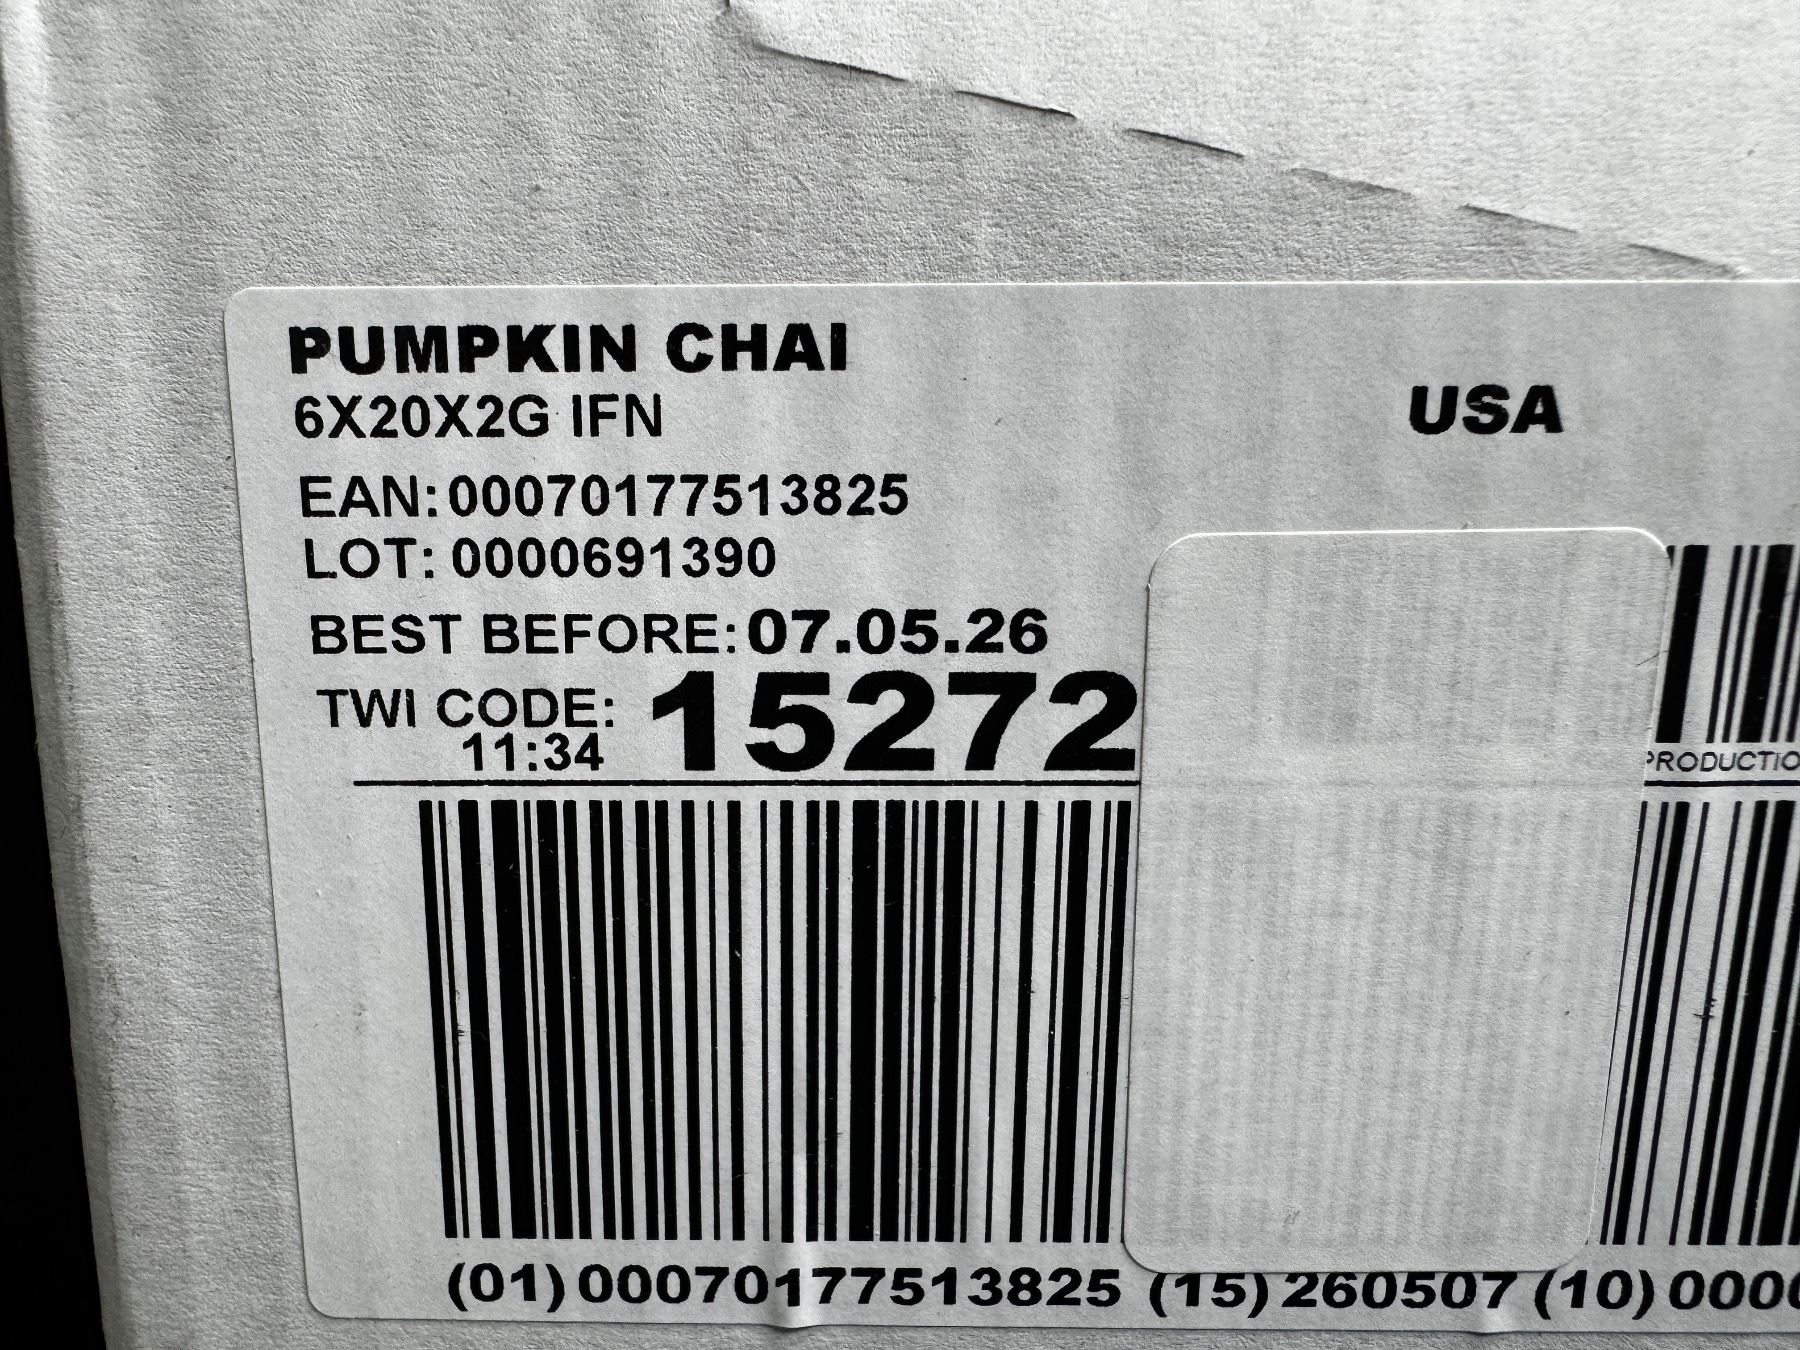 PUMPKIN CHAI
6X20X2G IFN
USA
EAN: 00070177513825
LOT: 0000691390
BEST BEFORE: 07.05.26
TWI CODE: 15272
11:34
PRODUCTIO
(01) 00070177513825 (15) 260507 (10) 000